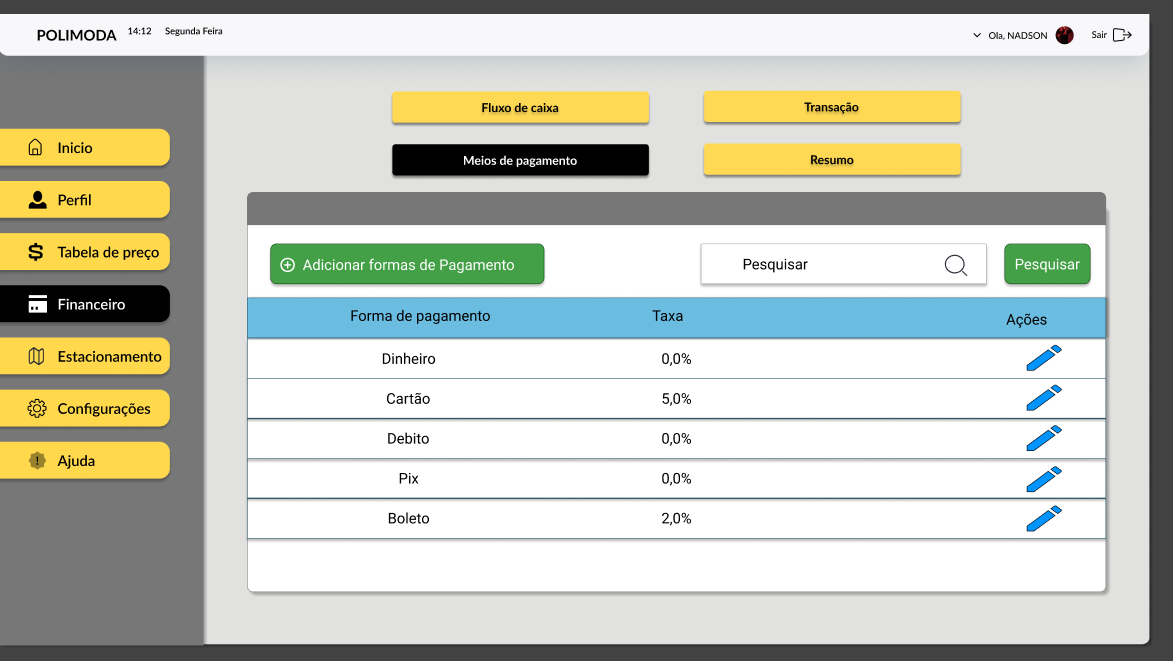 POLIMODA 14:12 Segunda Feira Ola, NADSON Sair
Fluxo de caixa Transação
Meios de pagamento Resumo
Inicio
Perfil
Tabela de preço
Financeiro
Estacionamento
Configurações
Ajuda
Adicionar formas de Pagamento Pesquisar Pesquisar
Forma de pagamento Taxa Ações
Dinheiro 0,0%
Cartão 5,0%
Debito 0,0%
Pix 0,0%
Boleto 2,0%